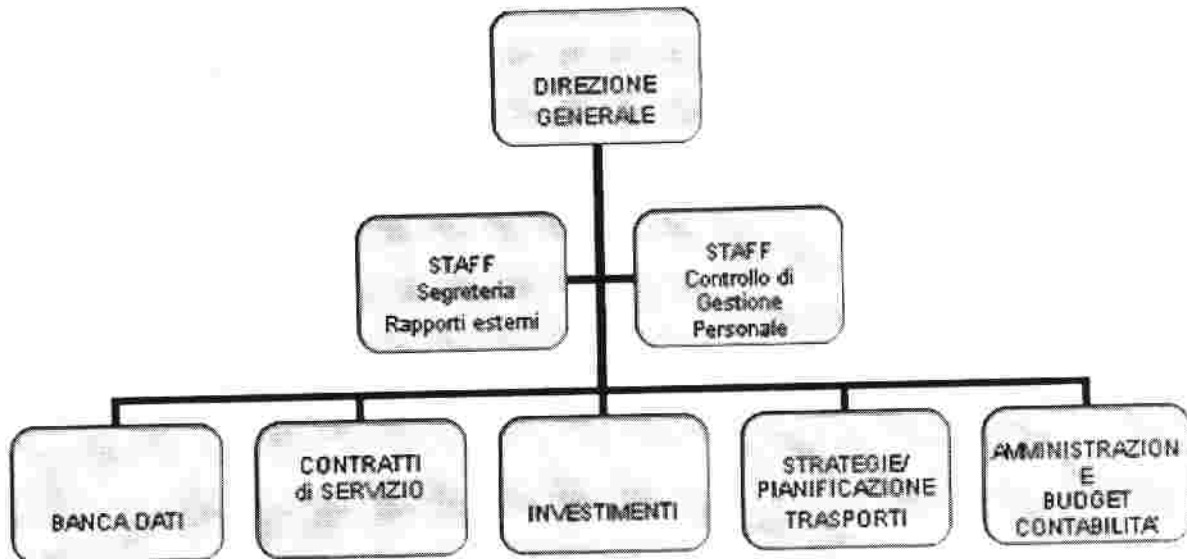 DIREZIONE
GENERALE
STAFF
Segreteria
Rapporti esterni
STAFF
Controllo di
Gestione
Personale
BANCA DATI
CONTRATTI
di SERVIZIO
INVESTIMENTI
STRATEGIE/
PIANIFICAZIONE
TRASPORTI
AMMINISTRAZION
E
BUDGET
CONTABILITA'